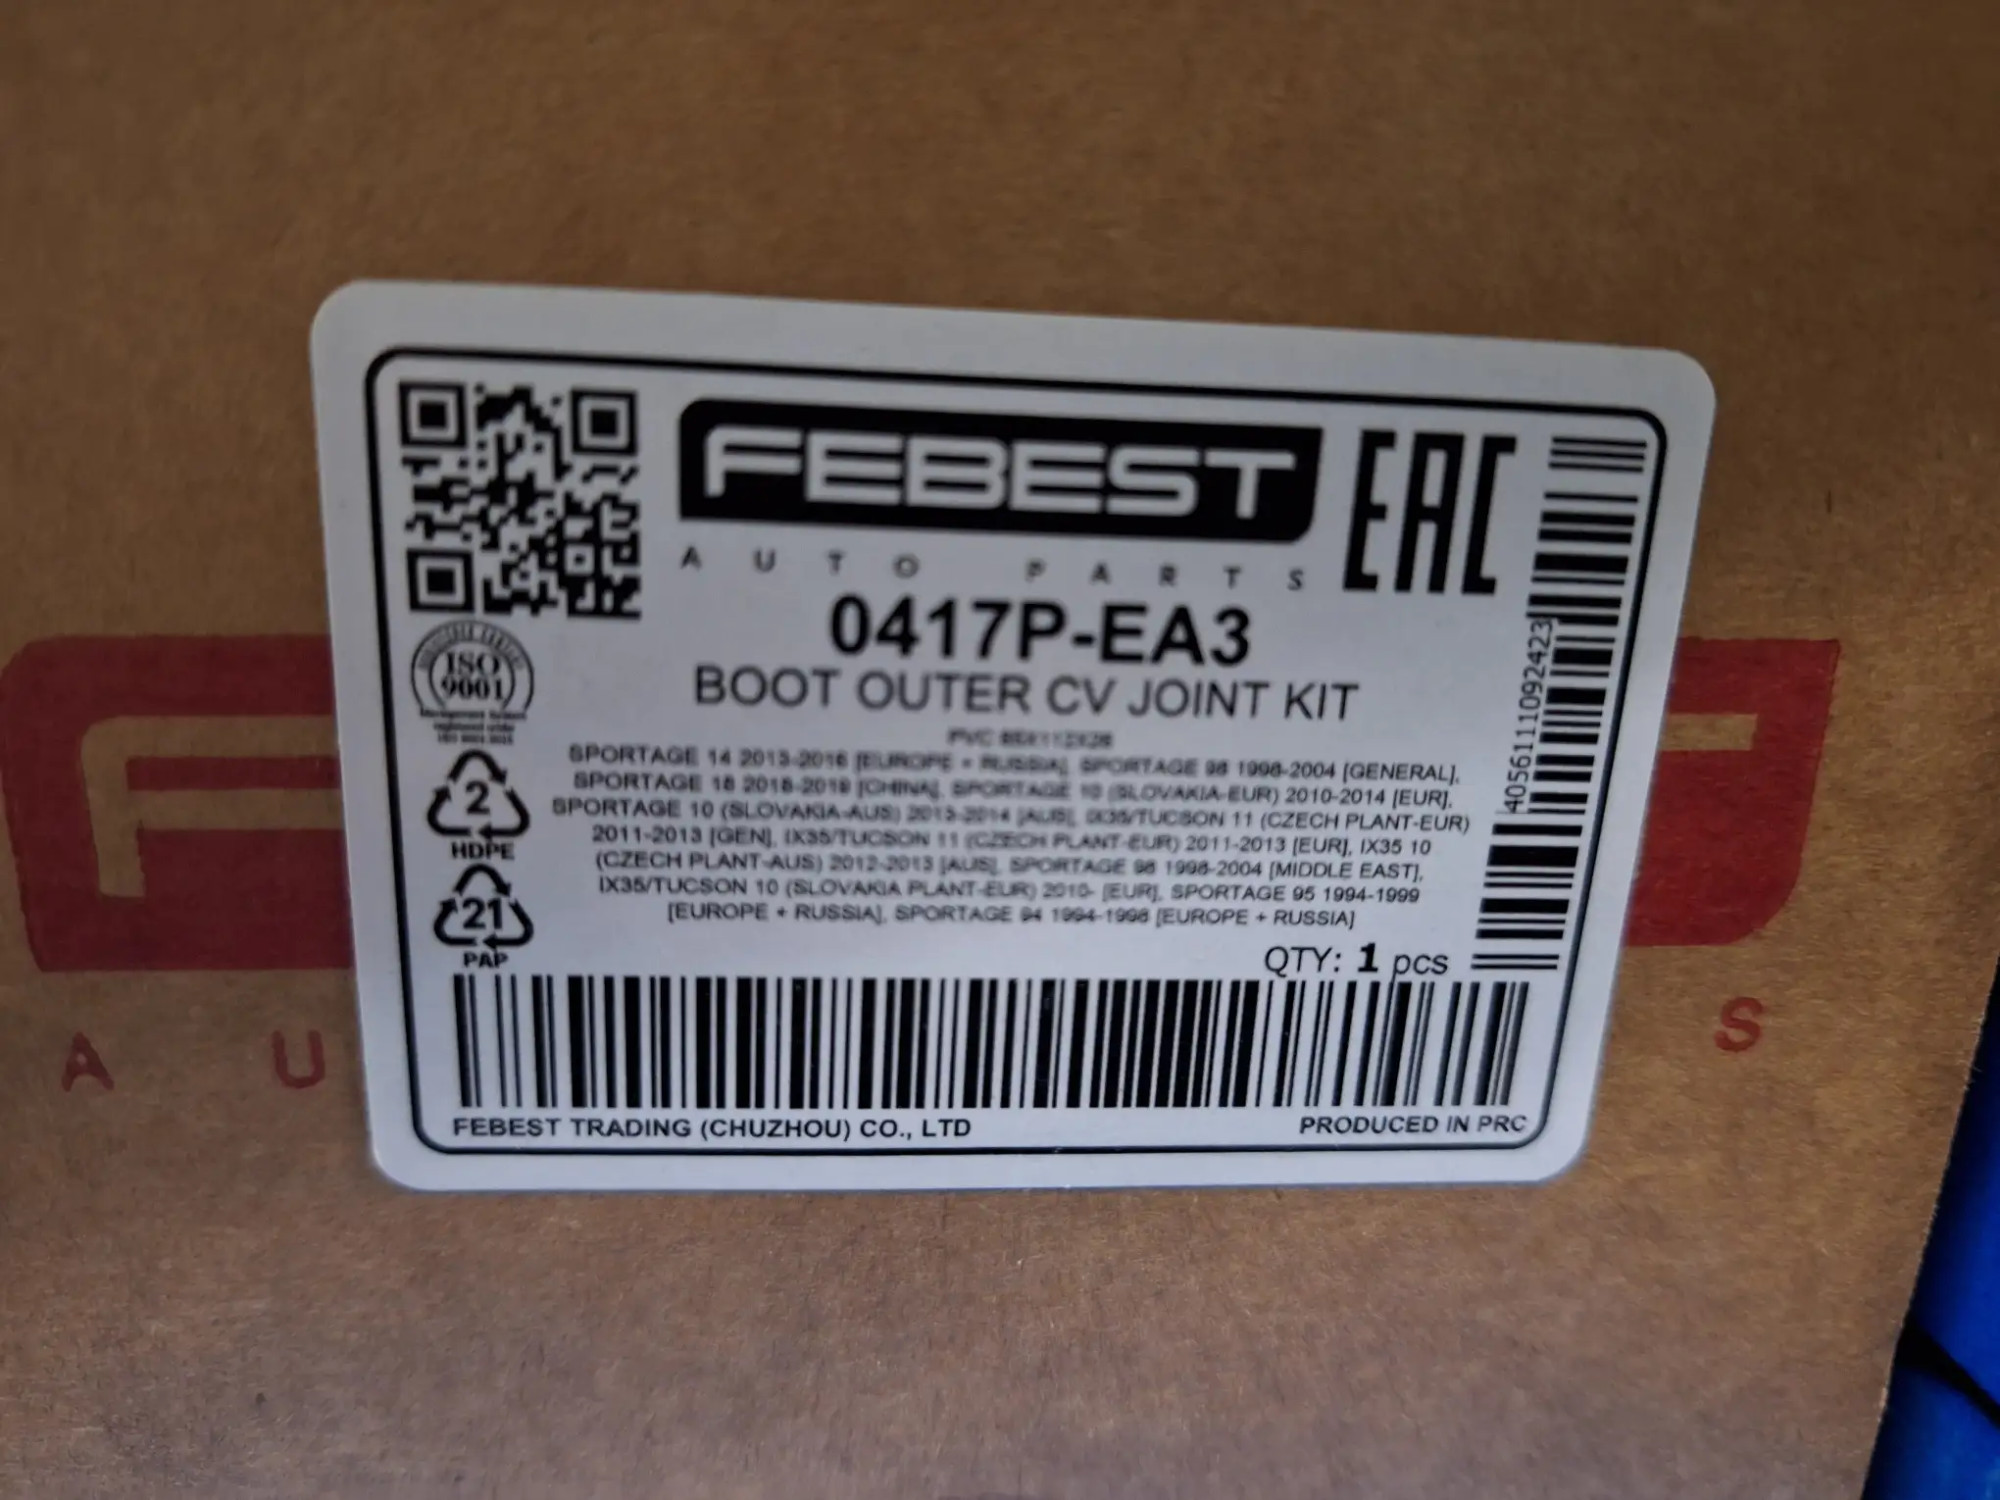 FEBEST
EAC
AUTO PARTS
0417P-EA3
BOOT OUTER CV JOINT KIT
PVC
SPORTAGE 14 2013-2016 [EUROPE + RUSSIA], SPORTAGE 98 1998-2004 [GENERAL],
SPORTAGE 18 2018-2019 [CHINA], SPORTAGE 10 (SLOVAKIA-EUR) 2010-2014 [EUR],
SPORTAGE 10 (SLOVAKIA-AUS) 2013-2014 [AUS], IX35/TUCSON 11 (CZECH PLANT-EUR)
2011-2013 [GEN], IX35/TUCSON 11 (CZECH PLANT-EUR) 2011-2013 [EUR], IX35 10
(CZECH PLANT-AUS) 2012-2013 [AUS], SPORTAGE 98 1998-2004 [MIDDLE EAST],
IX35/TUCSON 10 (SLOVAKIA PLANT-EUR) 2010- [EUR], SPORTAGE 95 1994-1999
[EUROPE + RUSSIA], SPORTAGE 94 1994-1998 [EUROPE + RUSSIA]
QTY: 1 pcs
4056111092423
ISO
9001
2
HDPE
21
PAP
FEBEST TRADING (CHUZHOU) CO., LTD
PRODUCED IN PRC
A U S